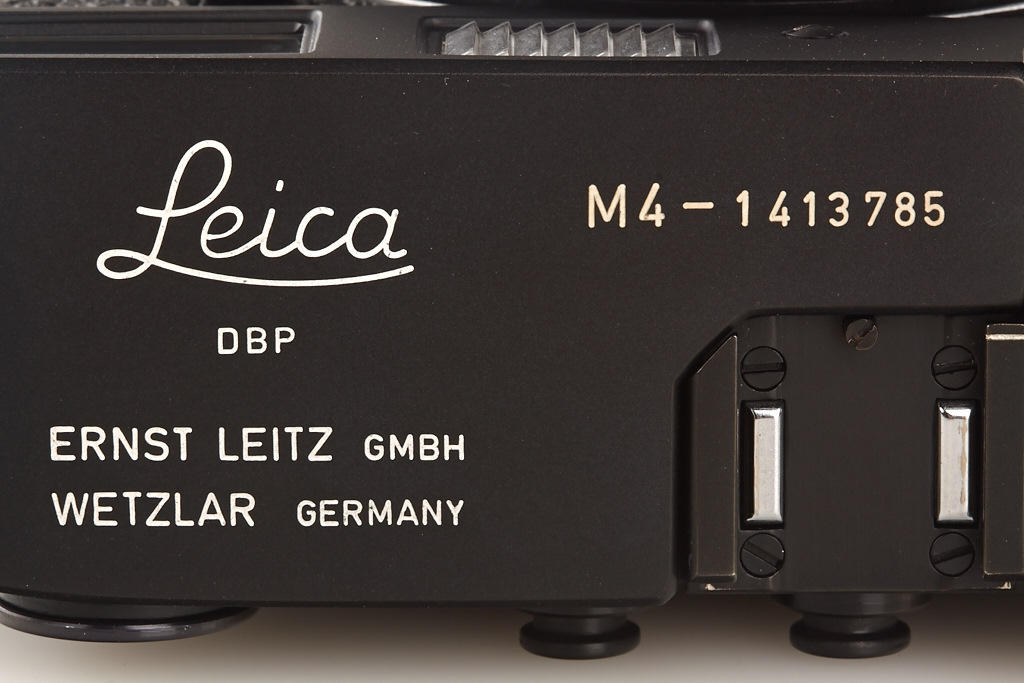 Leica
M4-1413785
DBP
ERNST LEITZ GMBH
WETZLAR GERMANY